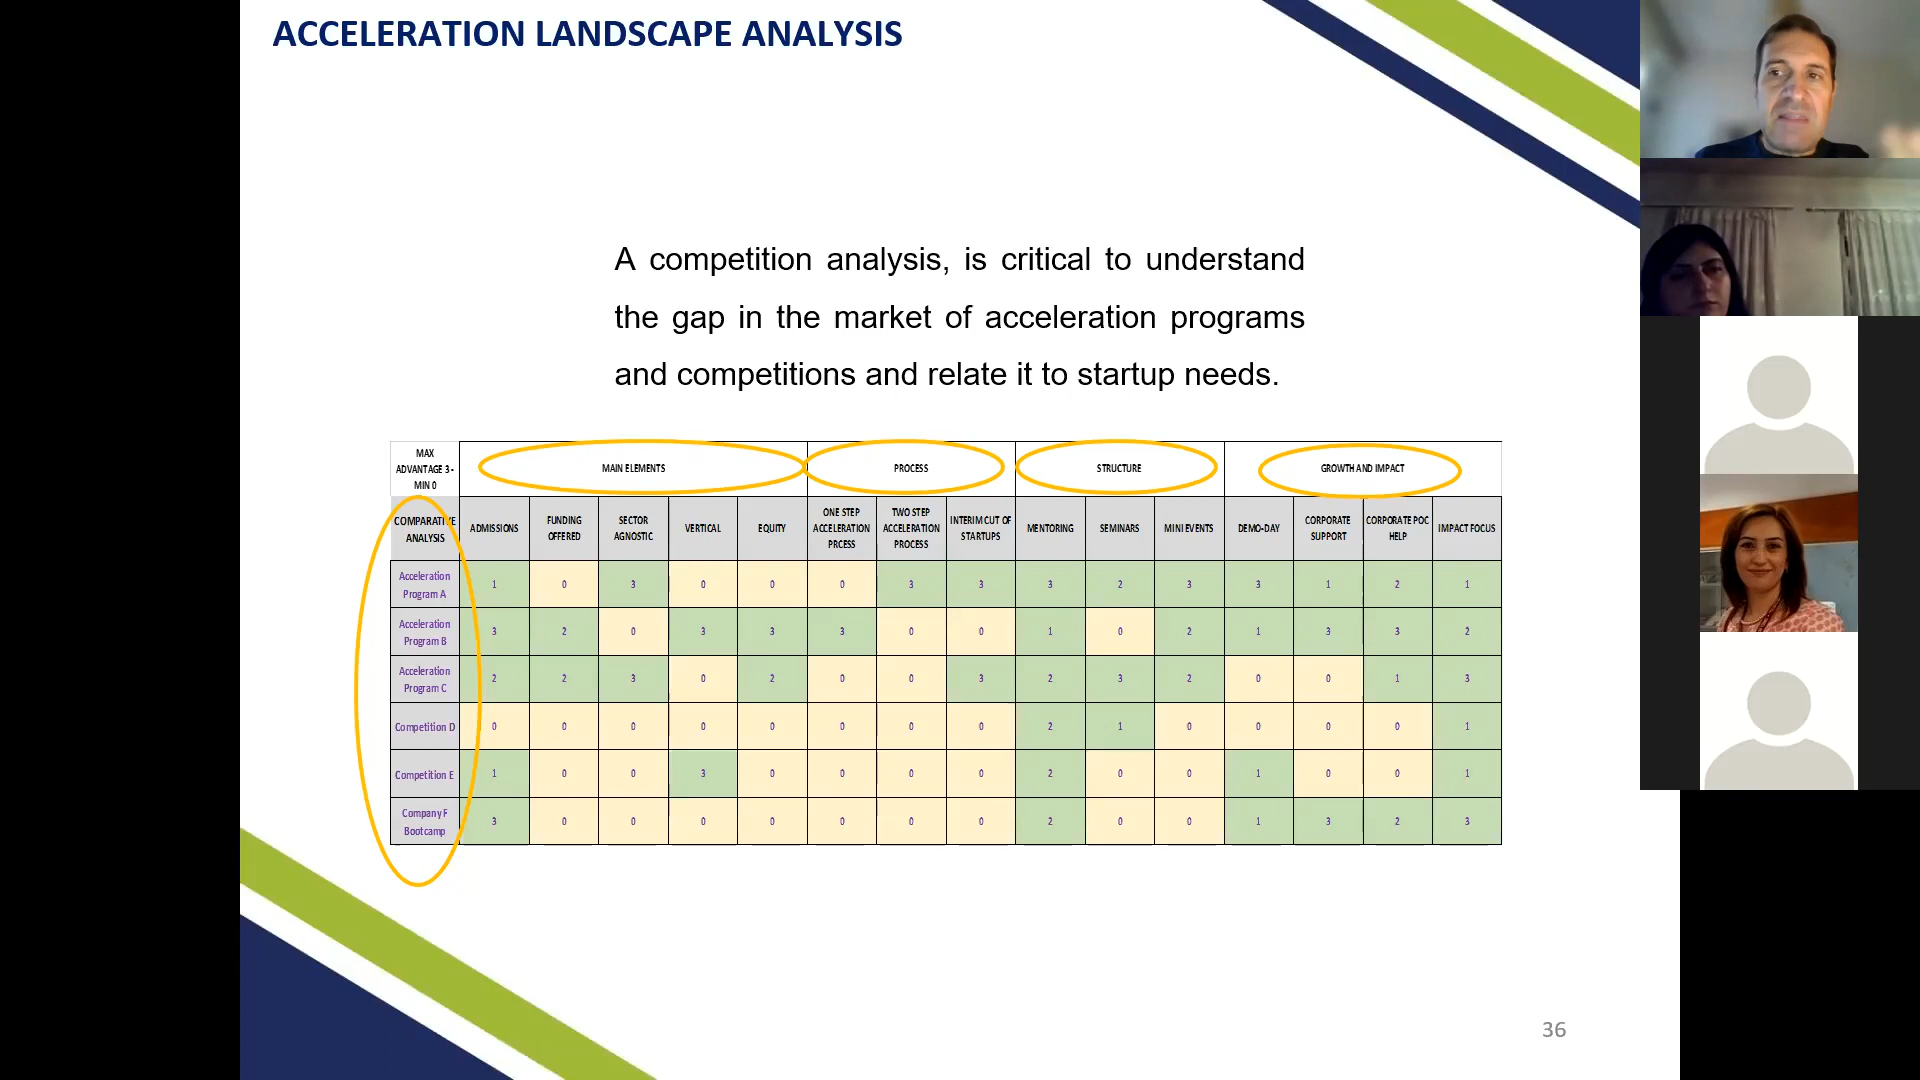 ACCELERATION LANDSCAPE ANALYSIS
A competition analysis, is critical to understand
the gap in the market of acceleration programs
and competitions and relate it to startup needs.
MAX ADVANTAGE 3 - MIN 0 MAIN ELEMENTS PROCESS STRUCTURE GROWTH AND IMPACT
COMPARATIVE ANALYSIS ADMISSIONS FUNDING OFFERED SECTOR AGNOSTIC VERTICAL EQUITY ONE STEP ACCELERATION PRCESS TWO STEP ACCELERATION PROCESS INTERIM CUT OF STARTUPS MENTORING SEMINARS MINI EVENTS DEMO-DAY CORPORATE SUPPORT CORPORATE POC HELP IMPACT FOCUS
Acceleration Program A 1 0 3 0 0 0 3 3 3 2 3 3 1 2 1
Acceleration Program B 3 2 0 3 3 3 0 0 1 0 2 1 3 3 2
Acceleration Program C 2 2 3 0 2 0 0 3 2 3 2 0 0 1 3
Competition D 0 0 0 0 0 0 0 0 2 1 0 0 0 0 1
Competition E 1 0 0 3 0 0 0 0 2 0 0 1 0 0 1
Company F Bootcamp 3 0 0 0 0 0 0 0 2 0 0 1 3 2 3
36